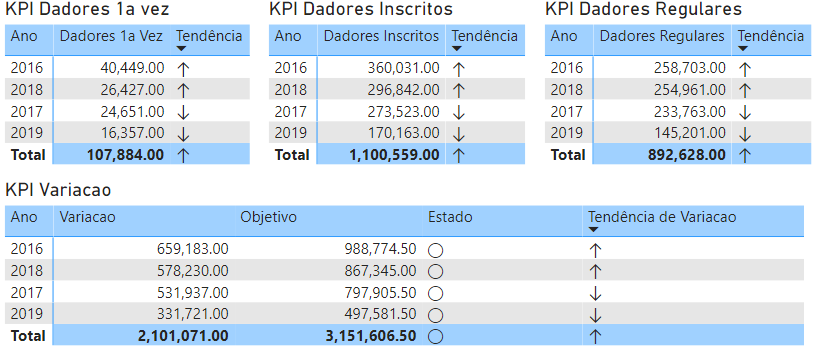 KPI Dadores 1a vez
Ano Dadores 1a Vez Tendência
2016 40,449.00 ↑
2018 26,427.00 ↑
2017 24,651.00 ↓
2019 16,357.00 ↓
Total 107,884.00 ↑
KPI Dadores Inscritos
Ano Dadores Inscritos Tendência
2016 360,031.00 ↑
2018 296,842.00 ↑
2017 273,523.00 ↓
2019 170,163.00 ↓
Total 1,100,559.00 ↑
KPI Dadores Regulares
Ano Dadores Regulares Tendência
2016 258,703.00 ↑
2018 254,961.00 ↑
2017 233,763.00 ↓
2019 145,201.00 ↓
Total 892,628.00 ↑
KPI Variacao
Ano Variacao Objetivo Estado Tendência de Variacao
2016 659,183.00 988,774.50 ○ ↑
2018 578,230.00 867,345.00 ○ ↑
2017 531,937.00 797,905.50 ○ ↓
2019 331,721.00 497,581.50 ○ ↓
Total 2,101,071.00 3,151,606.50 ○ ↑